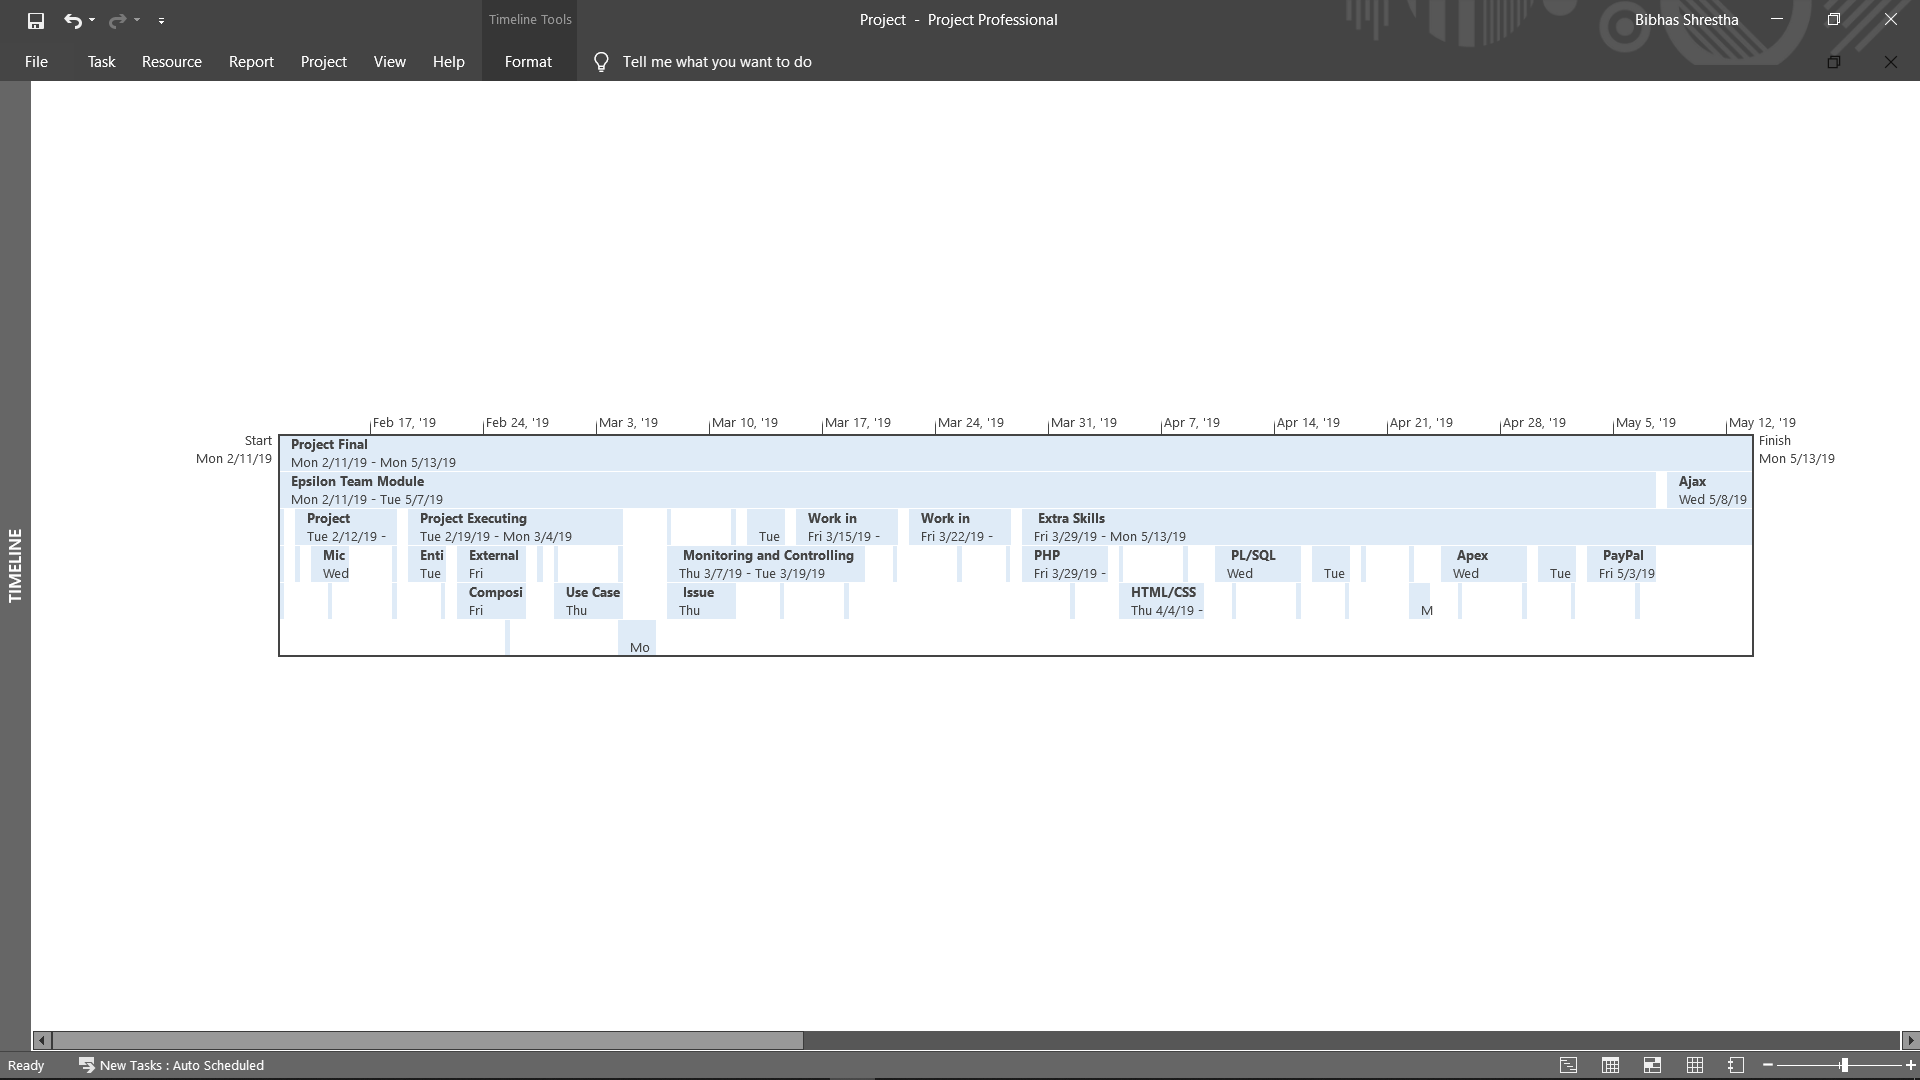 Timeline Tools
Project - Project Professional
Bibhas Shrestha
File Task Resource Report Project View Help Format Tell me what you want to do
TIMELINE
Feb 17, '19 Feb 24, '19 Mar 3, '19 Mar 10, '19 Mar 17, '19 Mar 24, '19 Mar 31, '19 Apr 7, '19 Apr 14, '19 Apr 21, '19 Apr 28, '19 May 5, '19 May 12, '19
Start
Mon 2/11/19
Finish
Mon 5/13/19
Project Final
Mon 2/11/19 - Mon 5/13/19
Epsilon Team Module
Mon 2/11/19 - Tue 5/7/19
Ajax
Wed 5/8/19
Project
Tue 2/12/19 -
Project Executing
Tue 2/19/19 - Mon 3/4/19
Tue
Work in
Fri 3/15/19 -
Work in
Fri 3/22/19 -
Extra Skills
Fri 3/29/19 - Mon 5/13/19
Mic
Wed
Enti
Tue
External
Fri
Monitoring and Controlling
Thu 3/7/19 - Tue 3/19/19
PHP
Fri 3/29/19 -
PL/SQL
Wed
Tue
Apex
Wed
Tue
PayPal
Fri 5/3/19
Composi
Fri
Use Case
Thu
Issue
Thu
HTML/CSS
Thu 4/4/19 -
M
Mo
Ready New Tasks : Auto Scheduled